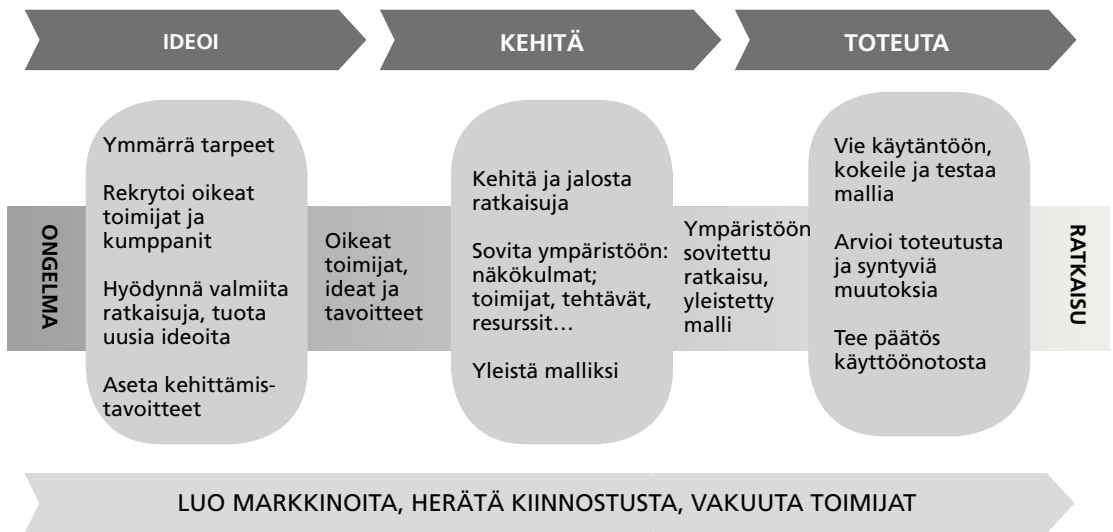 IDEOI
KEHITÄ
TOTEUTA
ONGELMA
Ymmärrä tarpeet
Rekrytoi oikeat
toimijat ja
kumppanit
Hyödynnä valmiita
ratkaisuja, tuota
uusia ideoita
Aseta kehittämis-
tavoitteet
Oikeat
toimijat,
ideat ja
tavoitteet
Kehitä ja jalosta
ratkaisuja
Sovita ympäristöön:
näkökulmat;
toimijat, tehtävät,
resurssit…
Yleistä malliksi
Ympäristöön
sovitettu
ratkaisu,
yleistetty
malli
Vie käytäntöön,
kokeile ja testaa
mallia
Arvioi toteutusta
ja syntyviä
muutoksia
Tee päätös
käyttöönotosta
RATKAISU
LUO MARKKINOITA, HERÄTÄ KIINNOSTUSTA, VAKUUTA TOIMIJAT